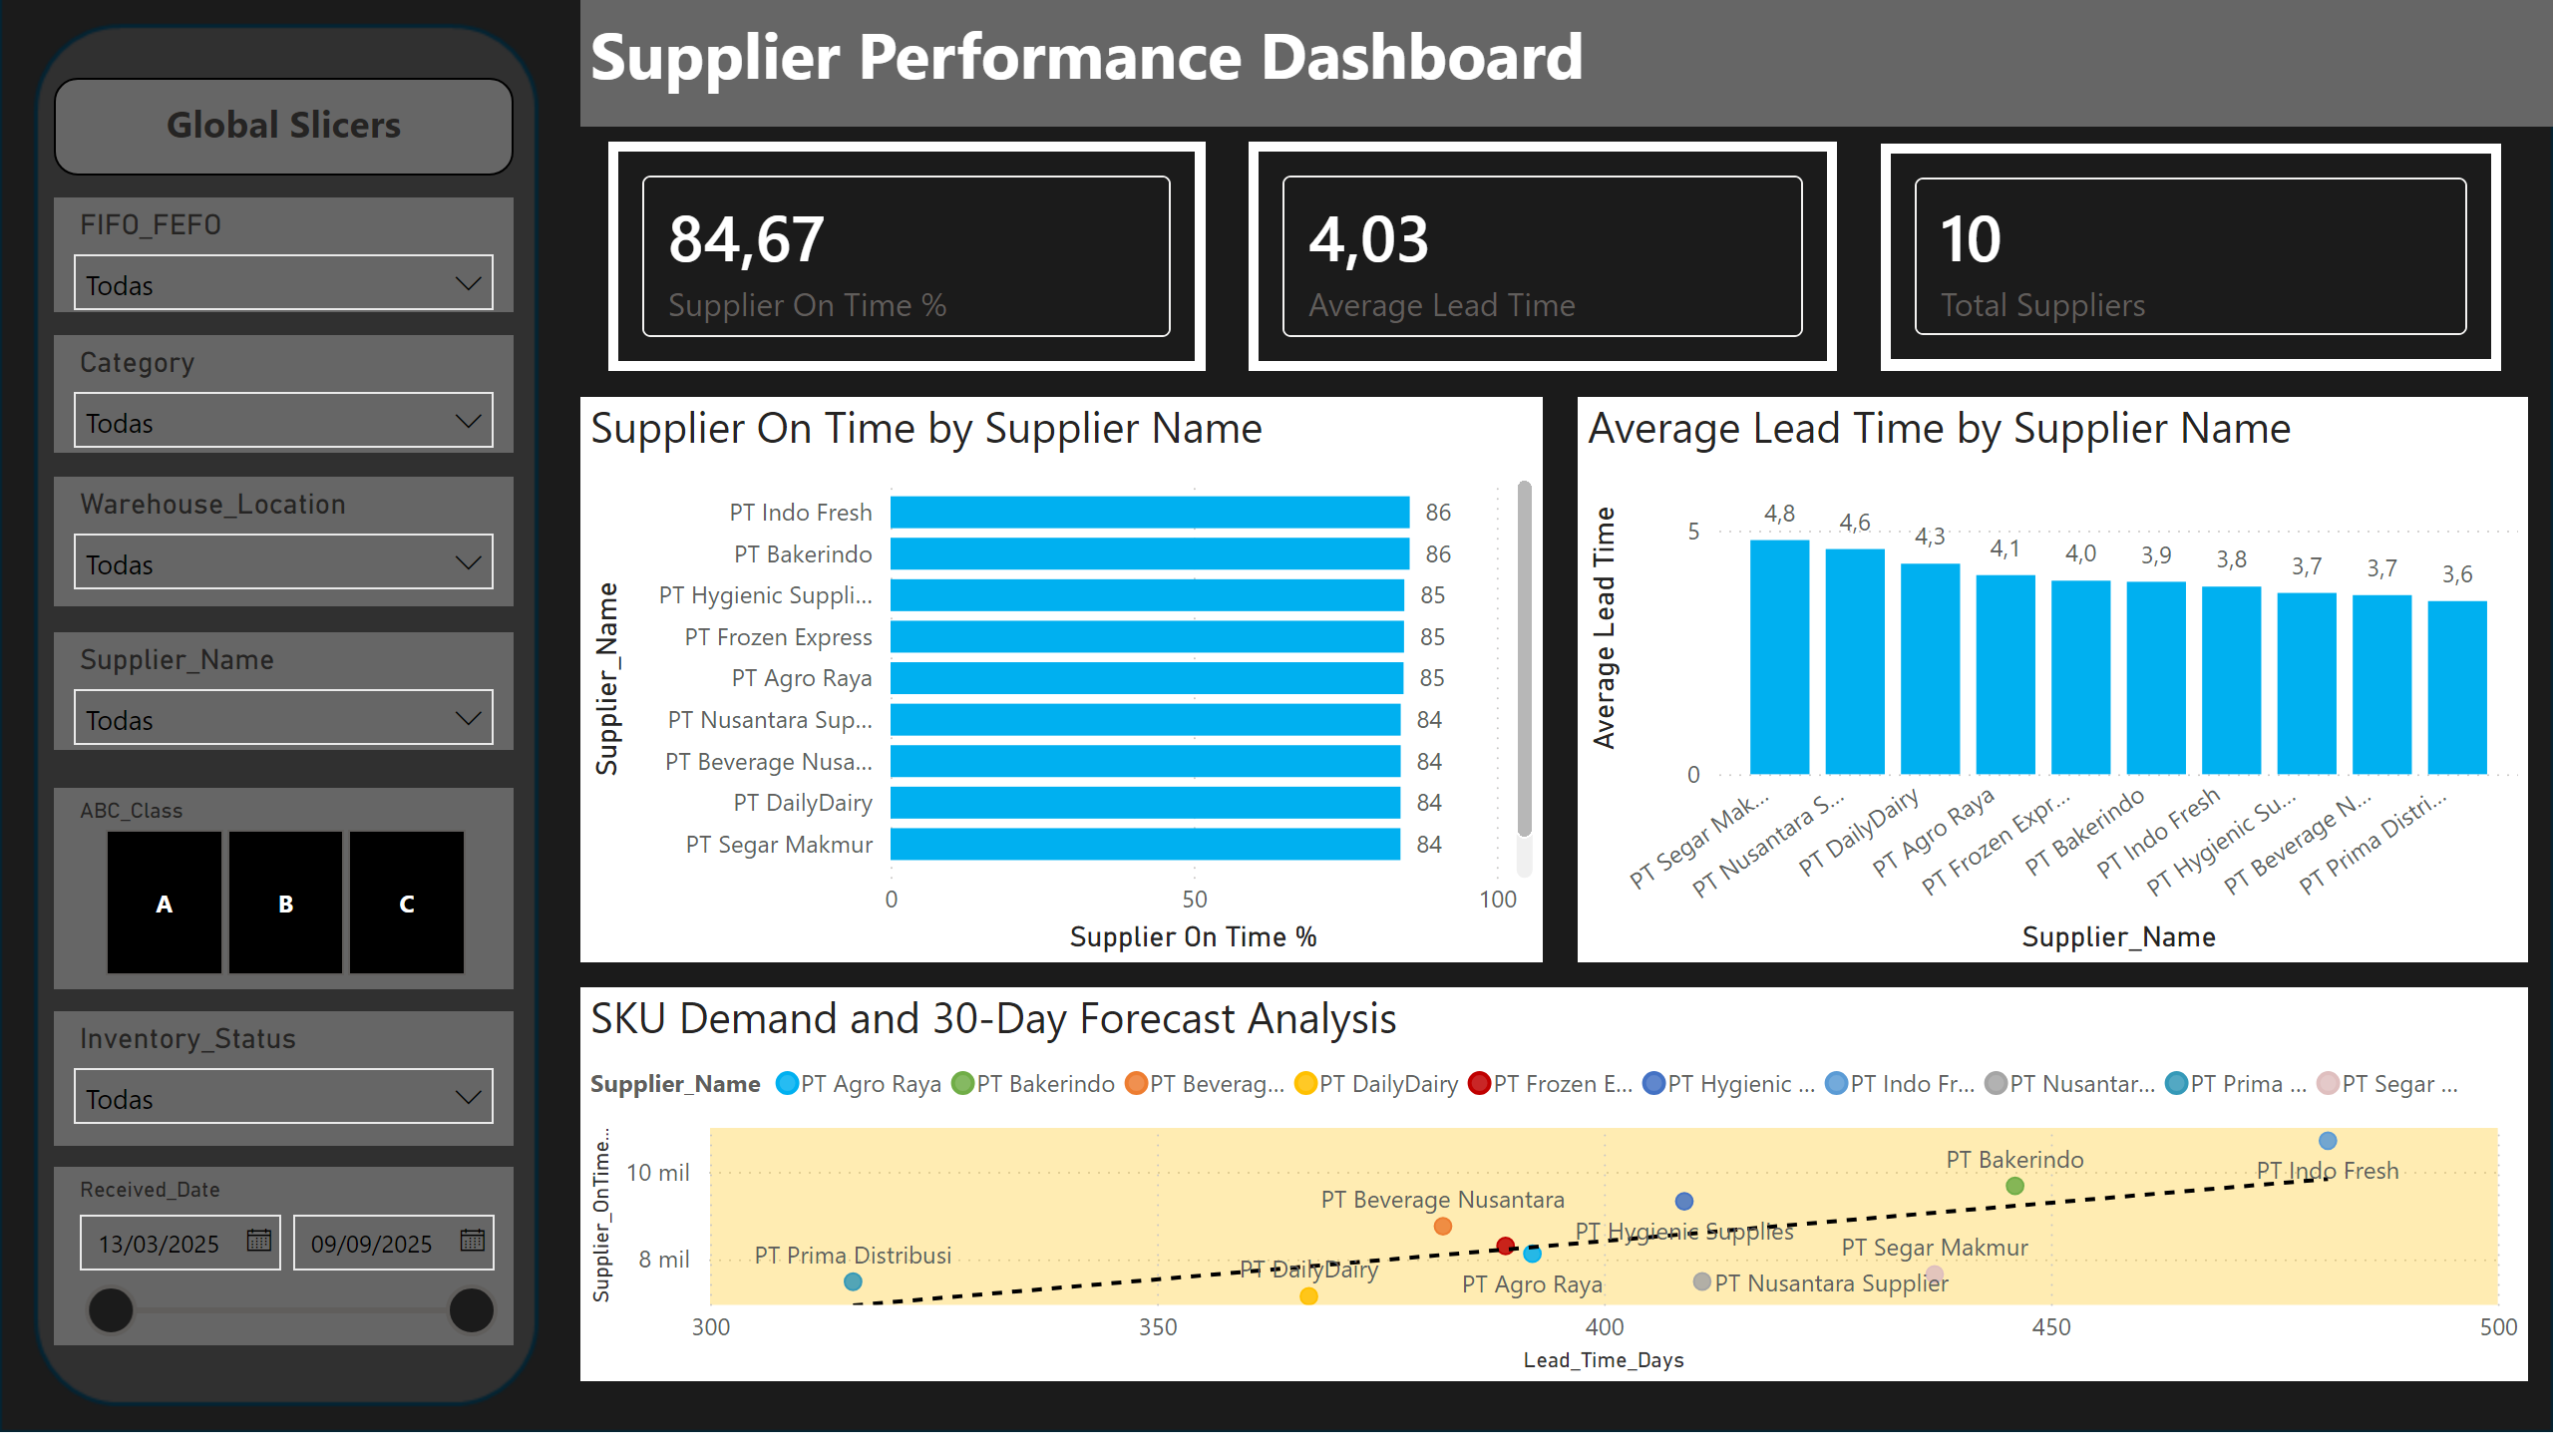 Global Slicers
FIFO_FEFO
Todas
Category
Todas
Warehouse_Location
Todas
Supplier_Name
Todas
ABC_Class
A B C
Inventory_Status
Todas
Received_Date
13/03/2025 09/09/2025
Supplier Performance Dashboard
84,67
Supplier On Time %
4,03
Average Lead Time
10
Total Suppliers
Supplier On Time by Supplier Name
Supplier_Name
PT Indo Fresh 86
PT Bakerindo 86
PT Hygienic Suppli... 85
PT Frozen Express 85
PT Agro Raya 85
PT Nusantara Sup... 84
PT Beverage Nusa... 84
PT DailyDairy 84
PT Segar Makmur 84
0 50 100
Supplier On Time %
Average Lead Time by Supplier Name
Average Lead Time
5
0
4,8 4,6 4,3 4,1 4,0 3,9 3,8 3,7 3,7 3,6
PT Segar Mak...
PT Nusantara S...
PT DailyDairy
PT Agro Raya
PT Frozen Expr...
PT Bakerindo
PT Indo Fresh
PT Hygienic Su...
PT Beverage N...
PT Prima Distri...
Supplier_Name
SKU Demand and 30-Day Forecast Analysis
Supplier_Name PT Agro Raya PT Bakerindo PT Beverag... PT DailyDairy PT Frozen E... PT Hygienic ... PT Indo Fr... PT Nusantar... PT Prima ... PT Segar ...
Supplier_OnTime...
10 mil
8 mil
PT Bakerindo
PT Indo Fresh
PT Beverage Nusantara
PT Hygienic Supplies
PT Segar Makmur
PT Prima Distribusi
PT DailyDairy
PT Agro Raya
PT Nusantara Supplier
300 350 400 450 500
Lead_Time_Days